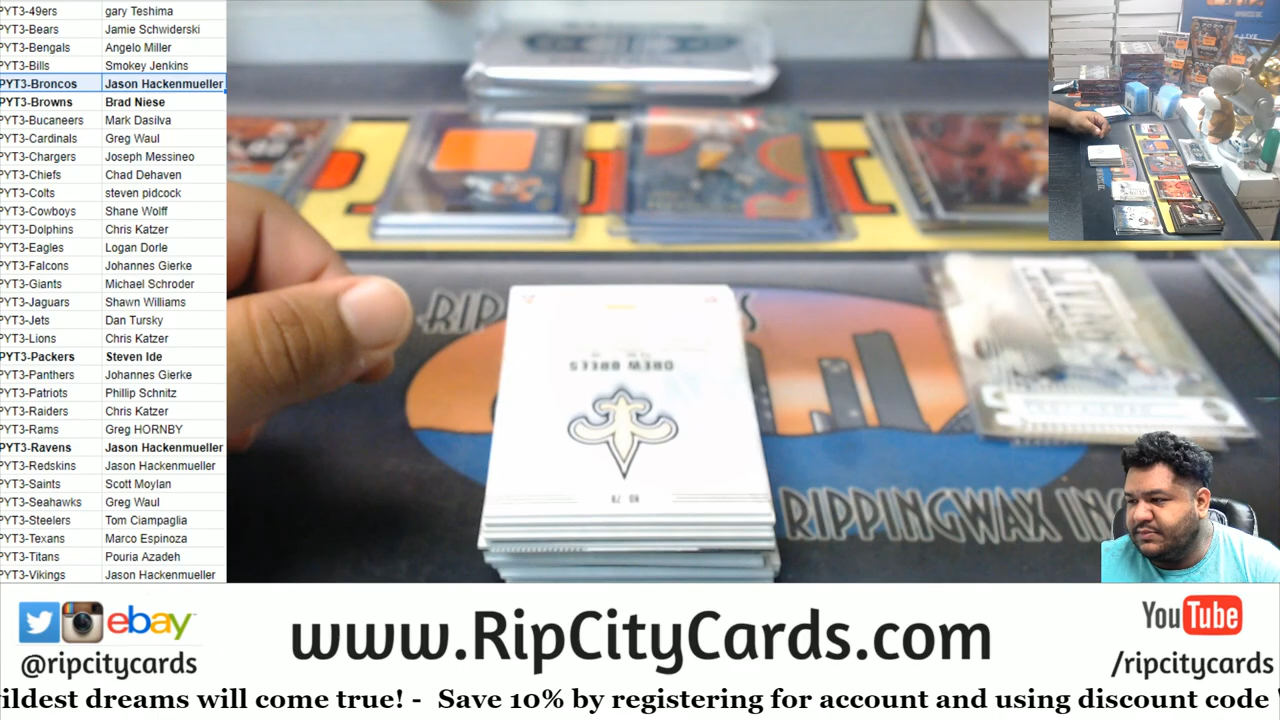 PYT3-49ers gary Teshima
PYT3-Bears Jamie Schwiderski
PYT3-Bengals Angelo Miller
PYT3-Bills Smokey Jenkins
PYT3-Broncos Jason Hackenmueller
PYT3-Browns Brad Niese
PYT3-Bucaneers Mark Dasilva
PYT3-Cardinals Greg Waul
PYT3-Chargers Joseph Messineo
PYT3-Chiefs Chad Dehaven
PYT3-Colts steven pidcock
PYT3-Cowboys Shane Wolff
PYT3-Dolphins Chris Katzer
PYT3-Eagles Logan Dorle
PYT3-Falcons Johannes Gierke
PYT3-Giants Michael Schroder
PYT3-Jaguars Shawn Williams
PYT3-Jets Dan Tursky
PYT3-Lions Chris Katzer
PYT3-Packers Steven Ide
PYT3-Panthers Johannes Gierke
PYT3-Patriots Phillip Schnitz
PYT3-Raiders Chris Katzer
PYT3-Rams Greg HORNBY
PYT3-Ravens Jason Hackenmueller
PYT3-Redskins Jason Hackenmueller
PYT3-Saints Scott Moylan
PYT3-Seahawks Greg Waul
PYT3-Steelers Tom Ciampaglia
PYT3-Texans Marco Espinoza
PYT3-Titans Pouria Azadeh
PYT3-Vikings Jason Hackenmueller
RIP
S
DREW BREES
RIPPINGWAX IN
ebay
@ripcitycards
www.RipCityCards.com
YouTube
/ripcitycards
wildest dreams will come true! - Save 10% by registering for account and using discount code